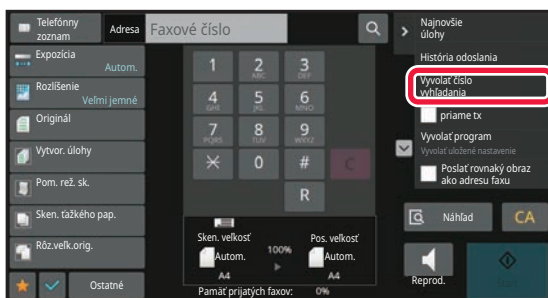 Telefónny
zoznam
Adresa
Faxové číslo
Najnovšie
úlohy
Expozícia
Autom.
Rozlíšenie
Veľmi jemné
Originál
Vytvor. úlohy
Pom. rež. sk.
Sken. ťažkého pap.
Rôz.veľk.orig.
Ostatné
1
2 ABC
3 DEF
4 GHI
5 JKL
6 MNO
7 PQRS
8 TUV
9 WXYZ
0
#
C
R
Sken. veľkosť
Autom.
A4
100%
Pos. veľkosť
Autom.
A4
Pamäť prijatých faxov: 0%
História odoslania
Vyvolať číslo
vyhľadania
priame tx
Vyvolať program
Vyvolať uložené nastavenie
Poslať rovnaký obraz
ako adresu faxu
Náhľad
CA
Reprod.
Štart